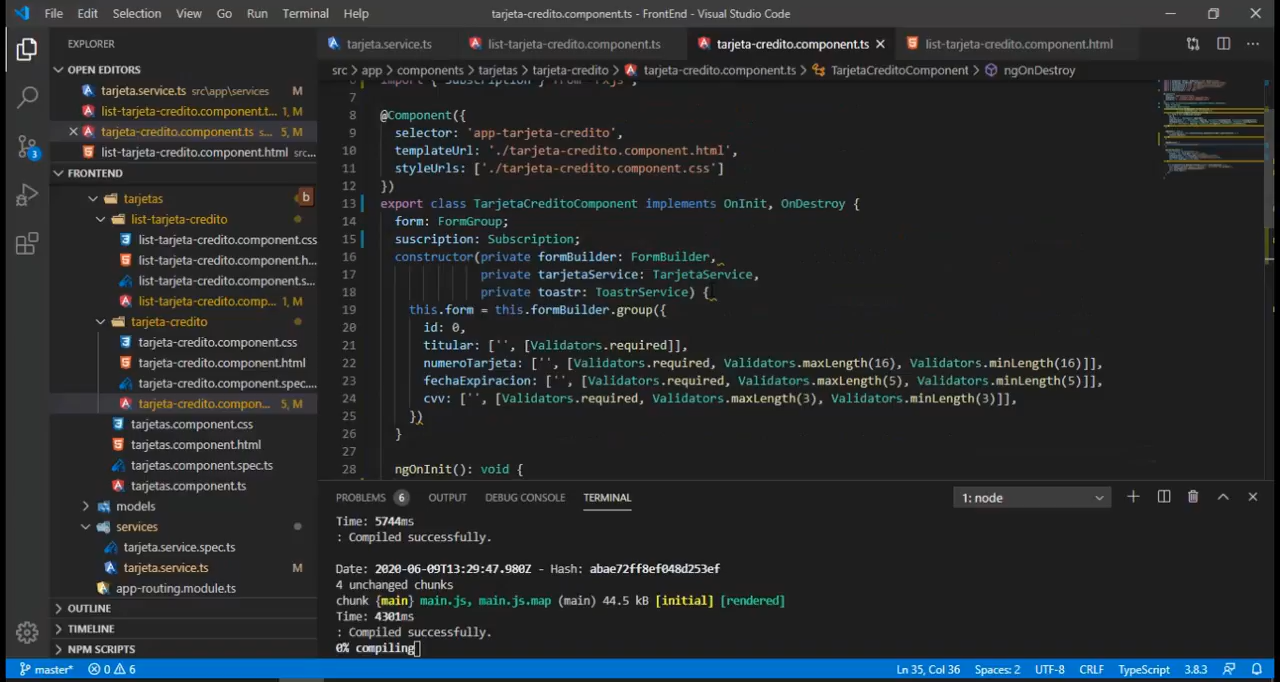 File Edit Selection View Go Run Terminal Help
tarjeta-credito.component.ts - FrontEnd - Visual Studio Code
EXPLORER
OPEN EDITORS
tarjeta.service.ts src\app\services M
list-tarjeta-credito.component.t... 1, M
tarjeta-credito.component.ts s... 5, M
list-tarjeta-credito.component.html src...
FRONTEND
tarjetas
list-tarjeta-credito
list-tarjeta-credito.component.css
list-tarjeta-credito.component.h...
list-tarjeta-credito.component.s...
list-tarjeta-credito.comp... 1, M
tarjeta-credito
tarjeta-credito.component.css
tarjeta-credito.component.html
tarjeta-credito.component.spec....
tarjeta-credito.compon... 5, M
tarjetas.component.css
tarjetas.component.html
tarjetas.component.spec.ts
tarjetas.component.ts
models
services
tarjeta.service.spec.ts
tarjeta.service.ts M
app-routing.module.ts
OUTLINE
TIMELINE
NPM SCRIPTS
b
3
tarjeta.service.ts
list-tarjeta-credito.component.ts
tarjeta-credito.component.ts
list-tarjeta-credito.component.html
src > app > components > tarjetas > tarjeta-credito > tarjeta-credito.component.ts > TarjetaCreditoComponent > ngOnDestroy
6 import { Subscription } from 'rxjs';
7
8 @Component({
9 selector: 'app-tarjeta-credito',
10 templateUrl: './tarjeta-credito.component.html',
11 styleUrls: ['./tarjeta-credito.component.css']
12 })
13 export class TarjetaCreditoComponent implements OnInit, OnDestroy {
14 form: FormGroup;
15 suscription: Subscription;
16 constructor(private formBuilder: FormBuilder,
17 private tarjetaService: TarjetaService,
18 private toastr: ToastrService) {
19 this.form = this.formBuilder.group({
20 id: 0,
21 titular: ['', [Validators.required]],
22 numeroTarjeta: ['', [Validators.required, Validators.maxLength(16), Validators.minLength(16)]],
23 fechaExpiracion: ['', [Validators.required, Validators.maxLength(5), Validators.minLength(5)]],
24 cvv: ['', [Validators.required, Validators.maxLength(3), Validators.minLength(3)]],
25 })
26 }
27
28 ngOnInit(): void {
PROBLEMS 6 OUTPUT DEBUG CONSOLE TERMINAL
1: node
Time: 5744ms
: Compiled successfully.
Date: 2020-06-09T13:29:47.980Z - Hash: abae72ff8ef048d253ef
4 unchanged chunks
chunk {main} main.js, main.js.map (main) 44.5 kB [initial] [rendered]
Time: 4301ms
: Compiled successfully.
0% compiling
master* 0 6
Ln 35, Col 36 Spaces: 2 UTF-8 CRLF TypeScript 3.8.3